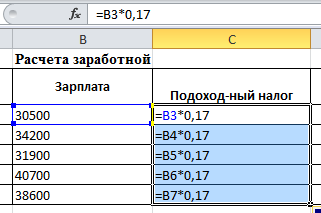 fx =B3*0,17
B C
Расчета заработной
Зарплата Подоход-ный налог
30500 =B3*0,17
34200 =B4*0,17
31900 =B5*0,17
40700 =B6*0,17
38600 =B7*0,17